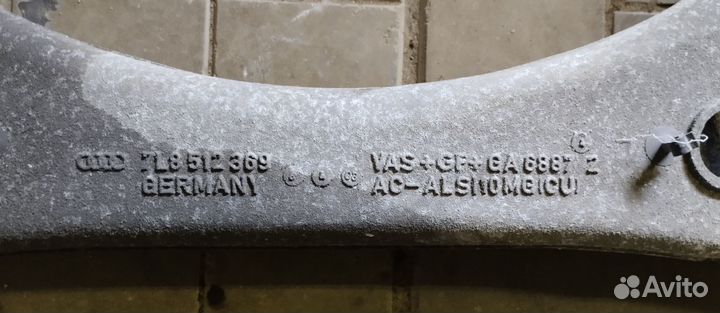 7L8 512 369
GERMANY
VAS+GF+GA 6887 2
AC-ALSI10MG(CU)
Avito